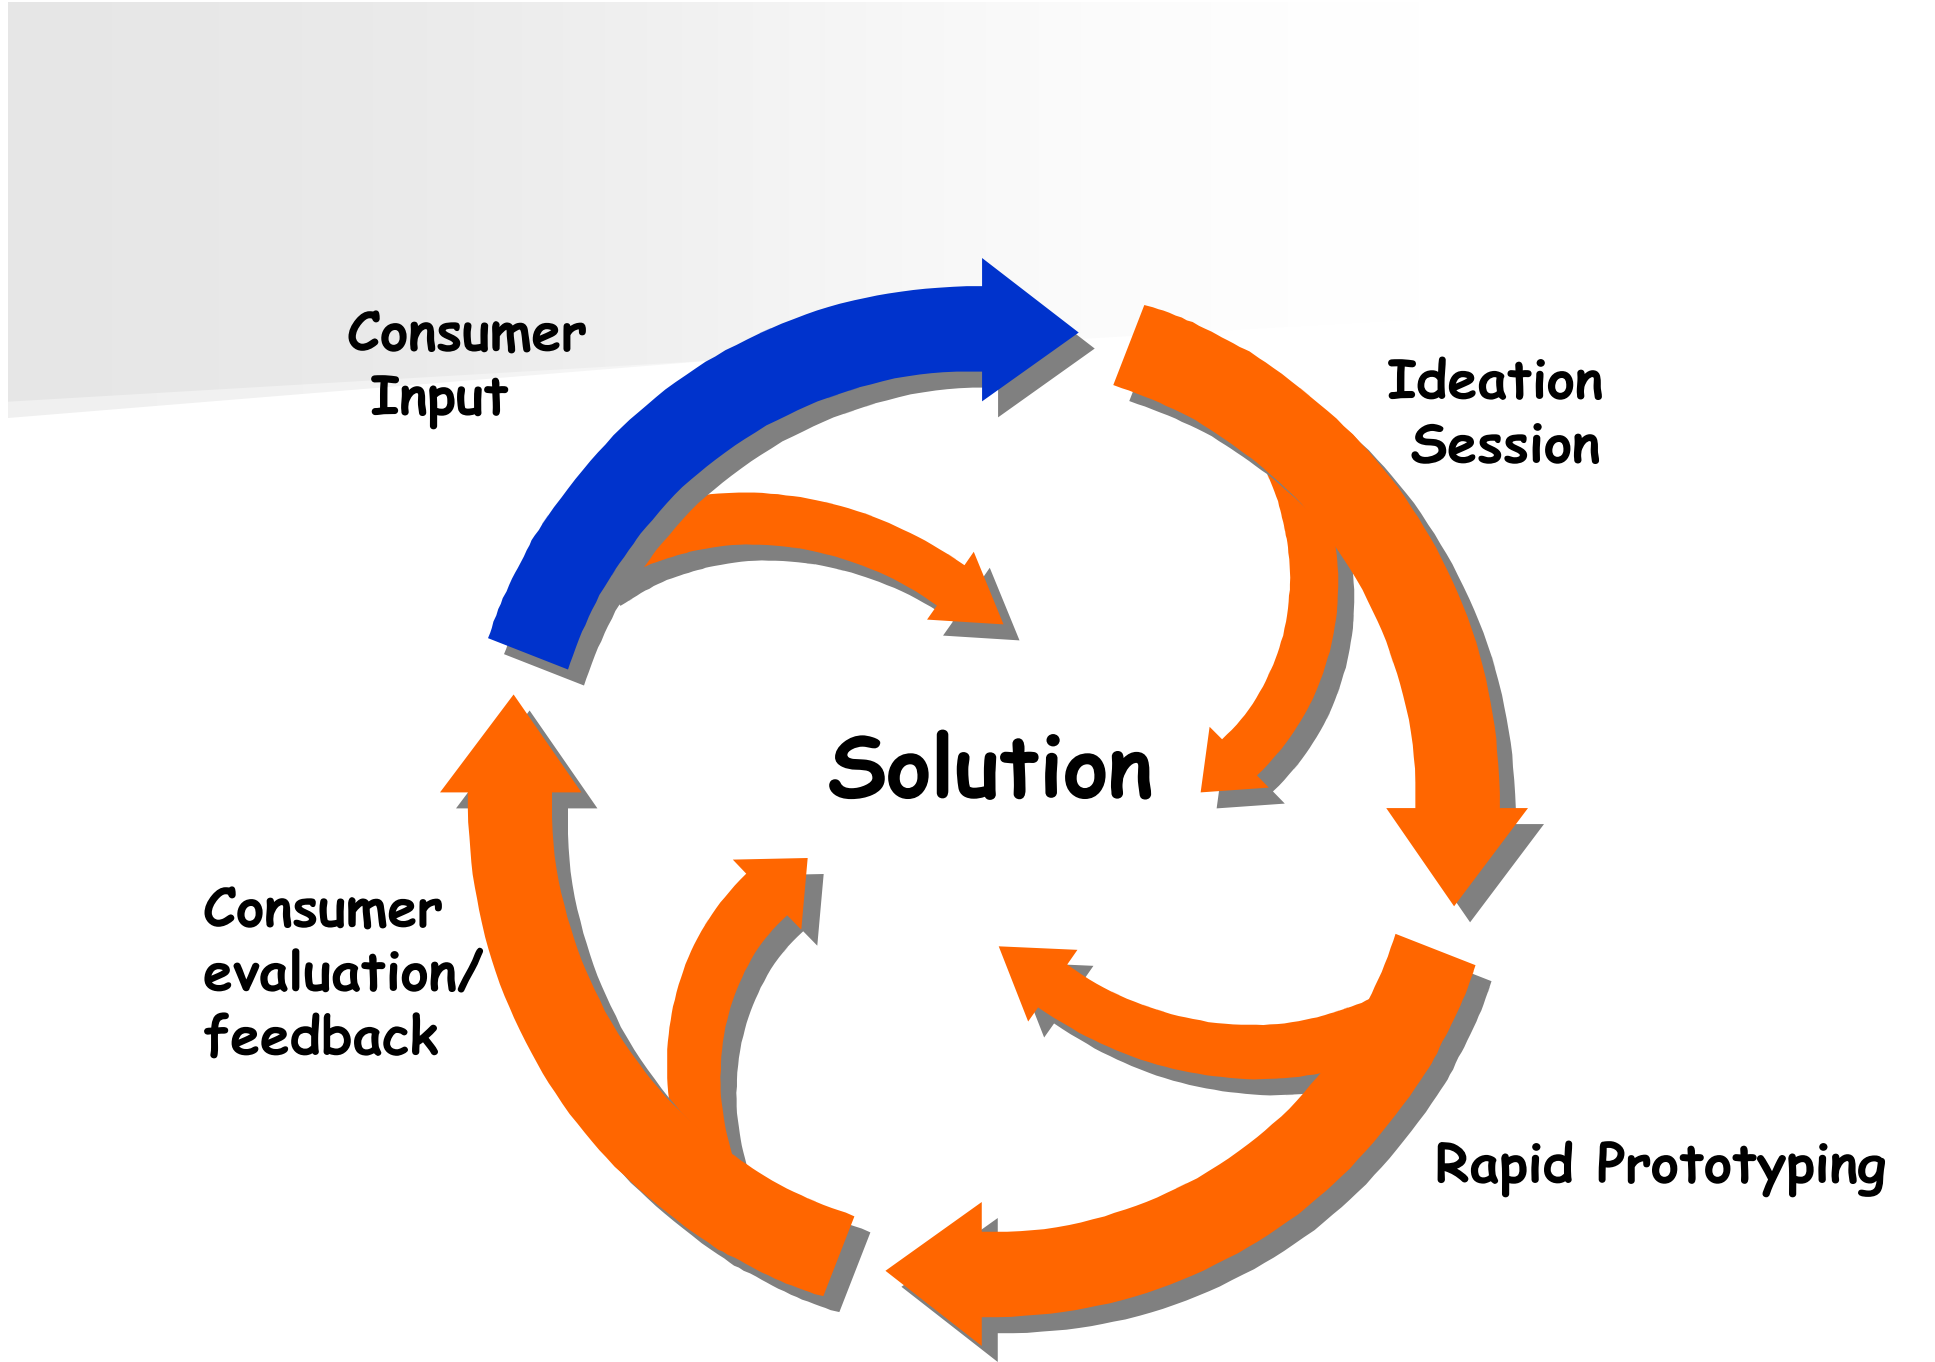 Consumer
Input
Ideation
Session
Solution
Consumer
evaluation/
feedback
Rapid Prototyping